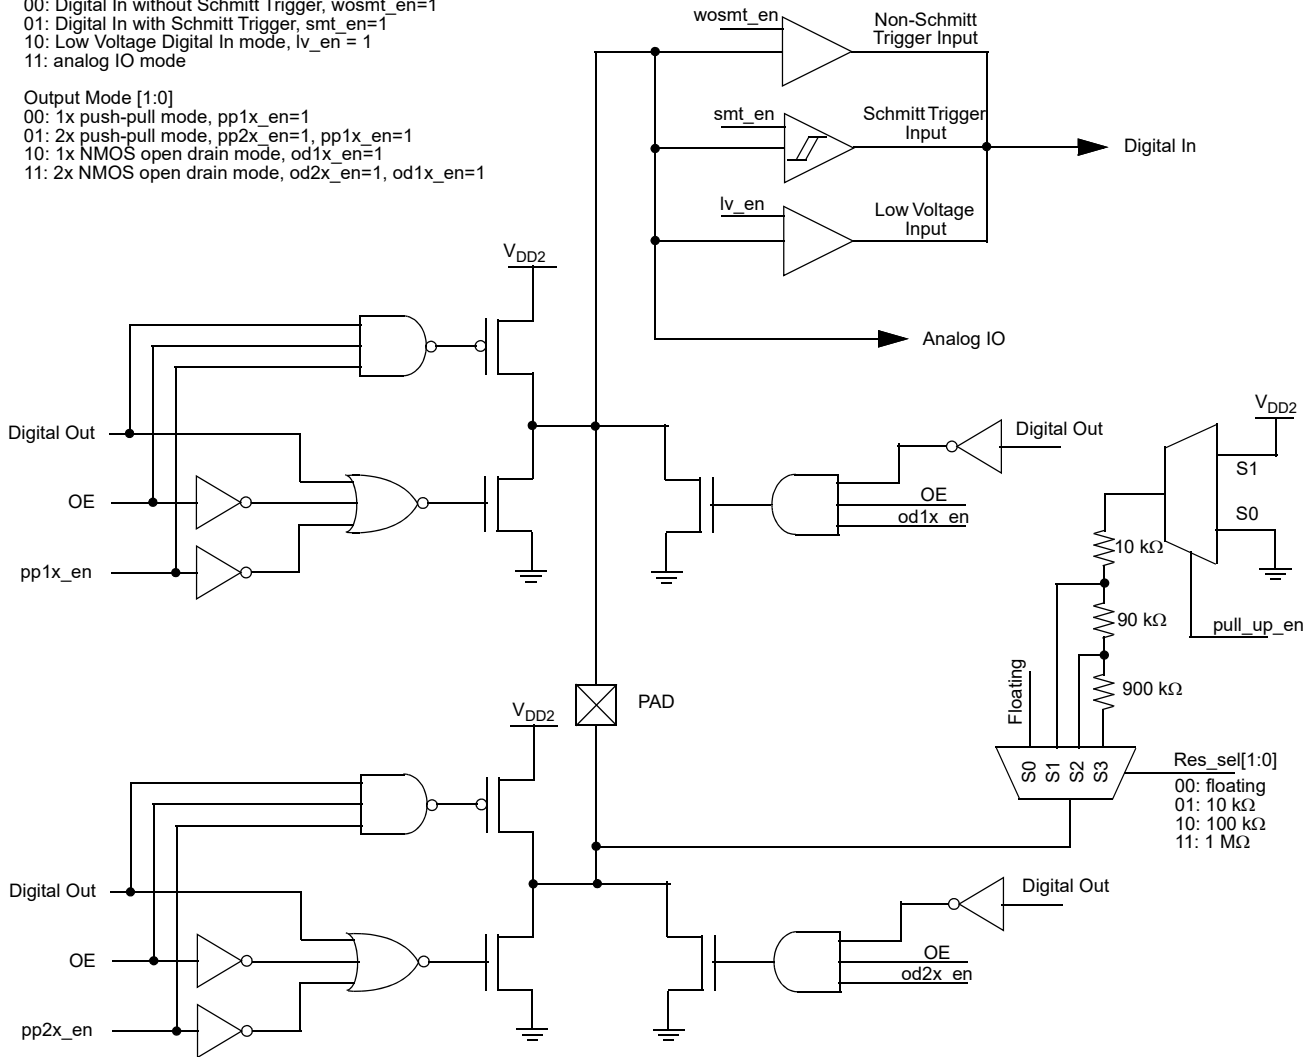 00: Digital In without Schmitt Trigger, wosmt_en=1
01: Digital In with Schmitt Trigger, smt_en=1
10: Low Voltage Digital In mode, lv_en = 1
11: analog IO mode
Output Mode [1:0]
00: 1x push-pull mode, pp1x_en=1
01: 2x push-pull mode, pp2x_en=1, pp1x_en=1
10: 1x NMOS open drain mode, od1x_en=1
11: 2x NMOS open drain mode, od2x_en=1, od1x_en=1
wosmt_en
Non-Schmitt
Trigger Input
smt_en
Schmitt Trigger
Input
Digital In
lv_en
Low Voltage
Input
Analog IO
VDD2
Digital Out
OE
pp1x_en
Digital Out
OE
od1x_en
VDD2
S1
S0
10 kΩ
90 kΩ
900 kΩ
pull_up_en
Floating
S0
S1
S2
S3
Res_sel[1:0]
00: floating
01: 10 kΩ
10: 100 kΩ
11: 1 MΩ
PAD
VDD2
Digital Out
OE
pp2x_en
Digital Out
OE
od2x_en